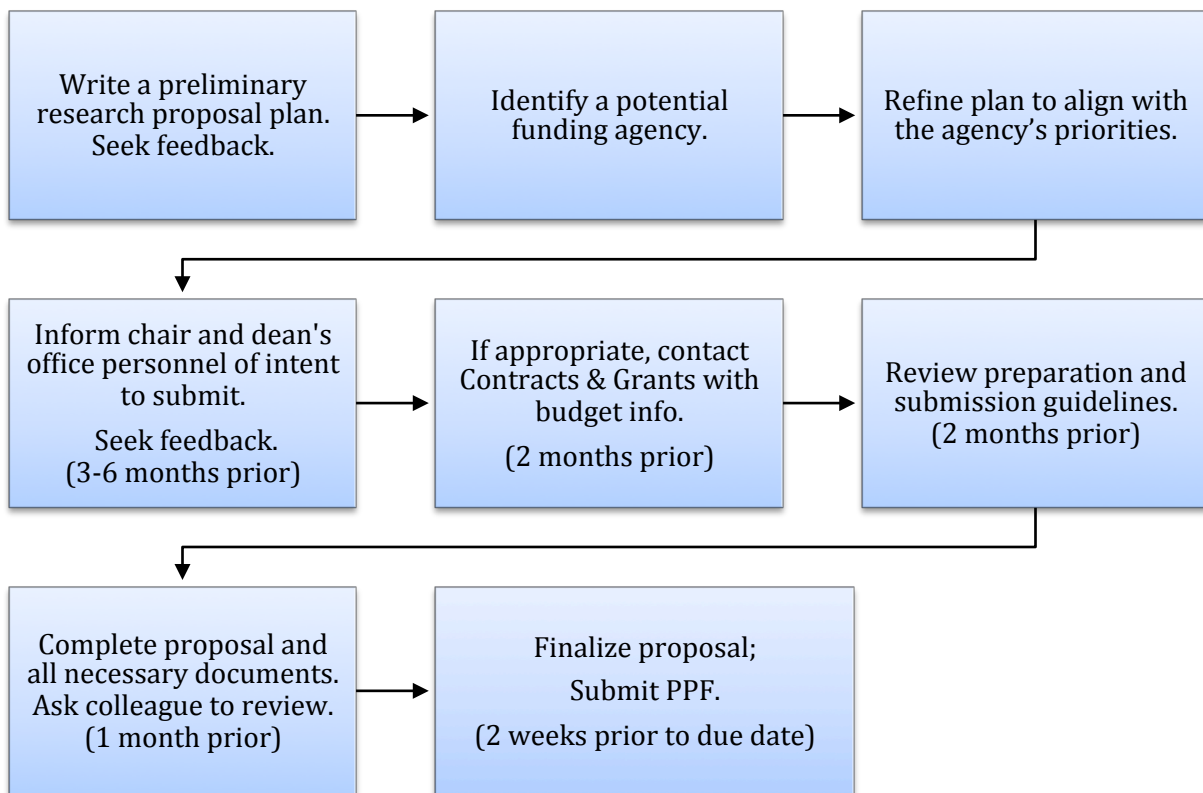 Write a preliminary
research proposal plan.
Seek feedback.
Identify a potential
funding agency.
Refine plan to align with
the agency’s priorities.
Inform chair and dean's
office personnel of intent
to submit.
Seek feedback.
(3-6 months prior)
If appropriate, contact
Contracts & Grants with
budget info.
(2 months prior)
Review preparation and
submission guidelines.
(2 months prior)
Complete proposal and
all necessary documents.
Ask colleague to review.
(1 month prior)
Finalize proposal;
Submit PPF.
(2 weeks prior to due date)